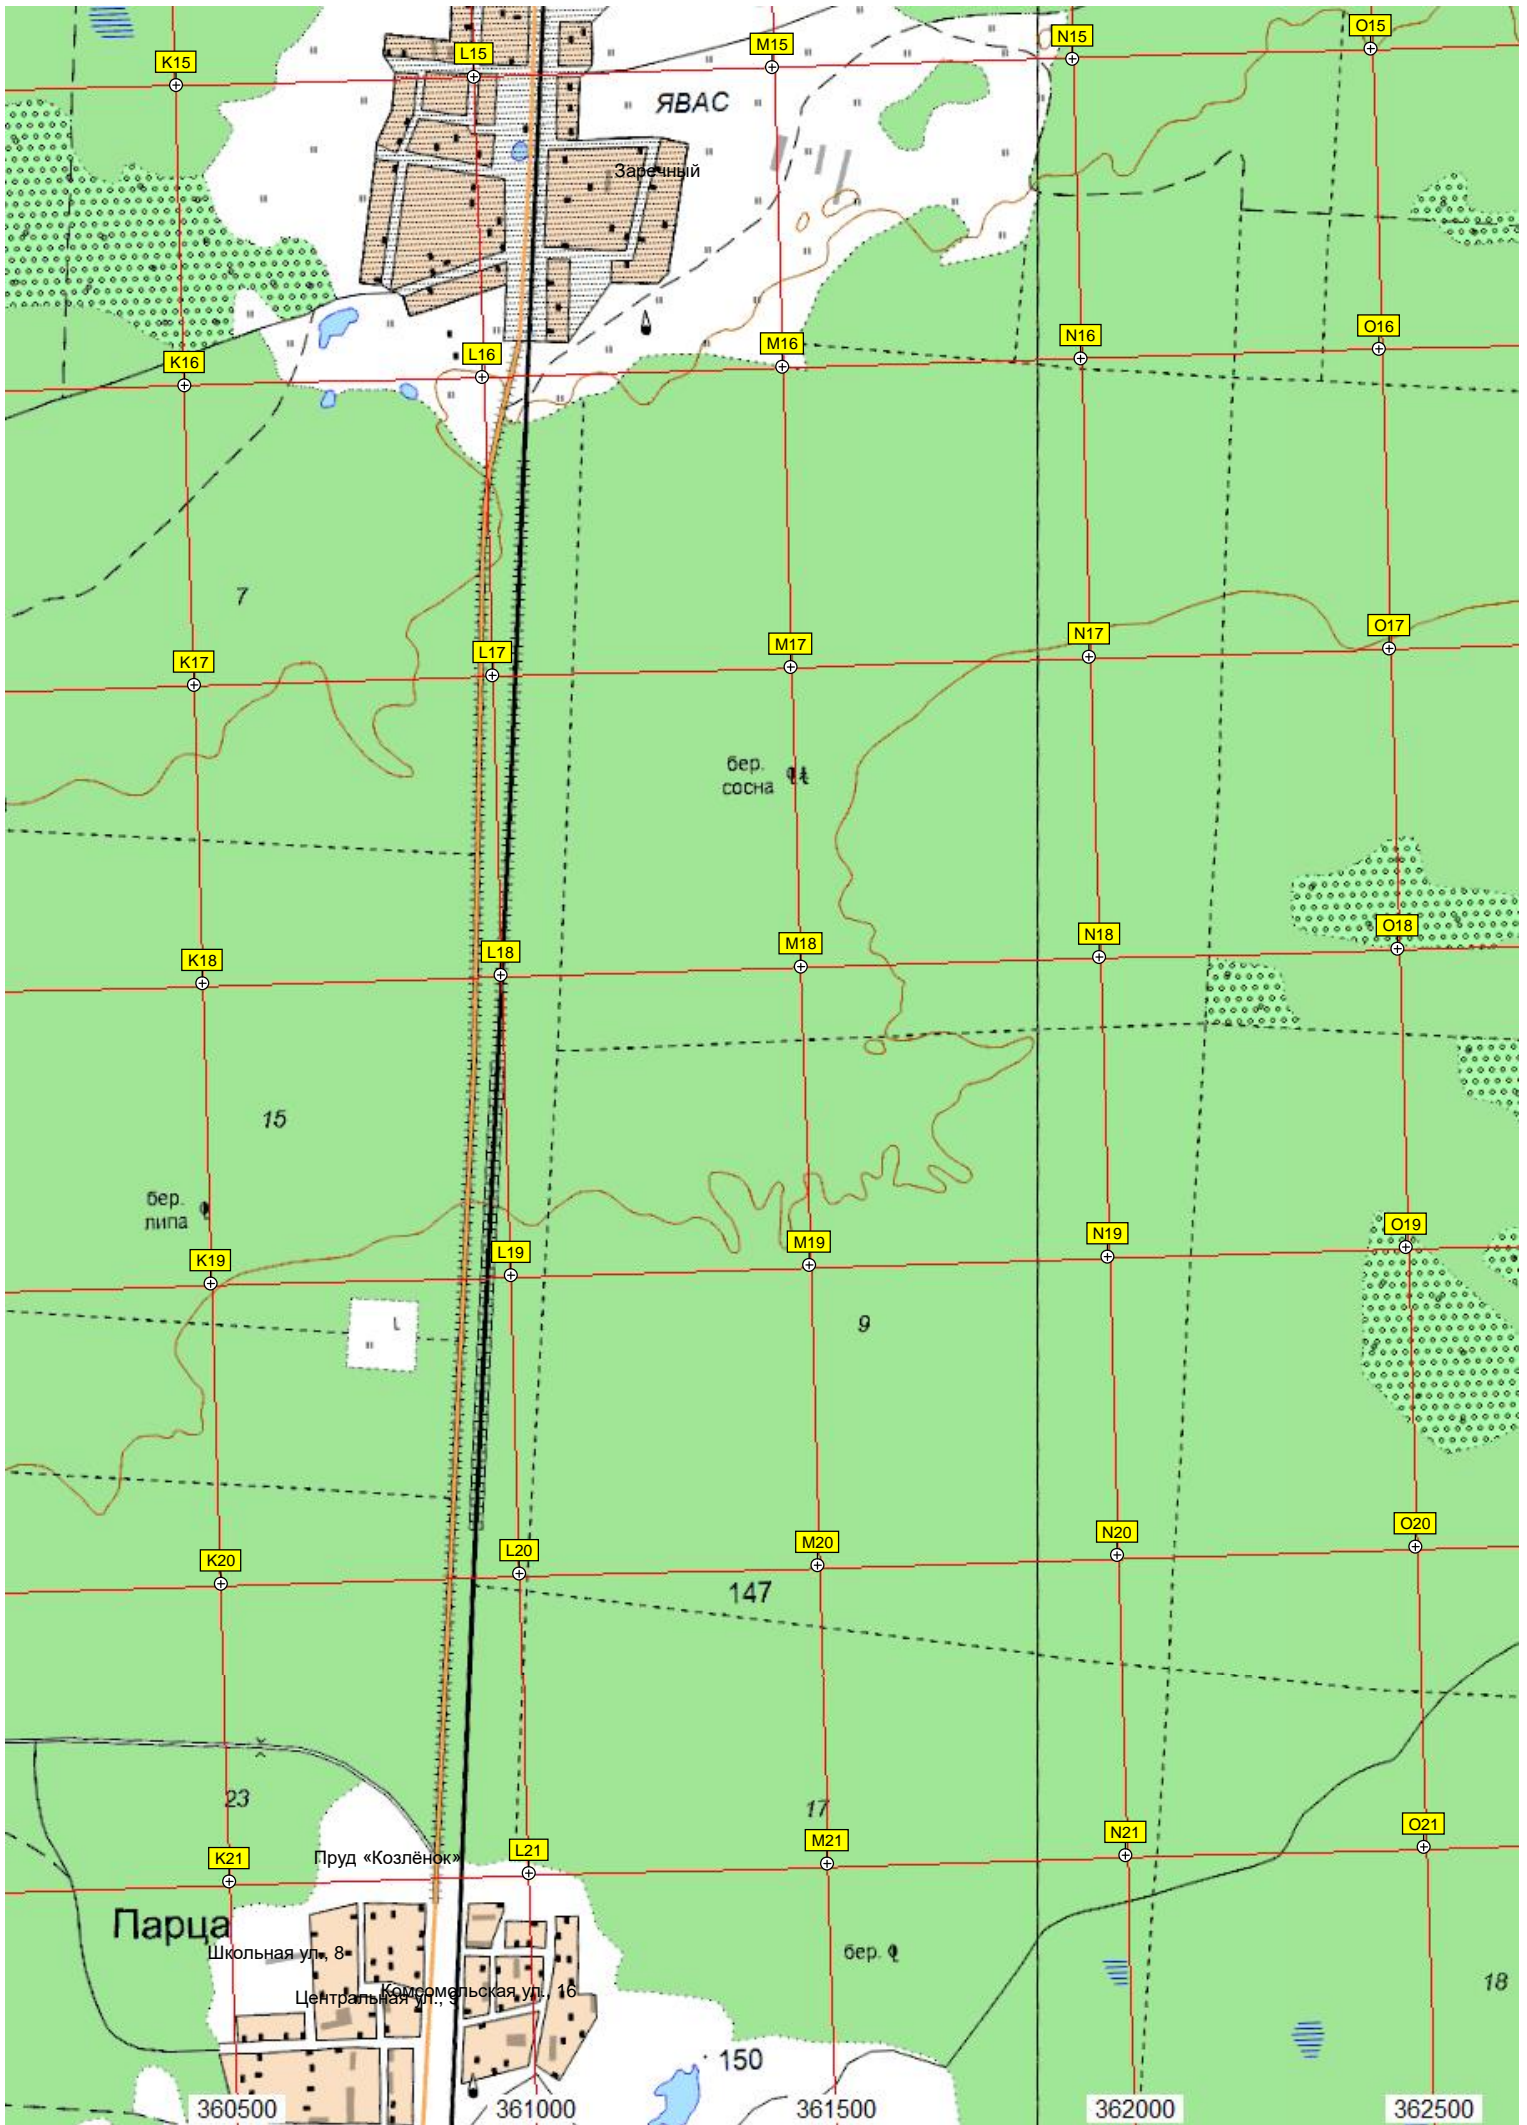 K15
L15
M15
N15
O15
ЯВАС
Заречный
K16
L16
M16
N16
O16
7
K17
L17
M17
N17
O17
бер.
сосна
K18
L18
M18
N18
O18
15
бер.
липа
K19
L19
M19
N19
O19
L
9
K20
L20
M20
N20
O20
147
23
17
Пруд «Козлёнок»
K21
L21
M21
N21
O21
Парца
Школьная ул., 8
бер.
Комсомольская ул., 16
Центральная ул., 9
18
150
360500
361000
361500
362000
362500